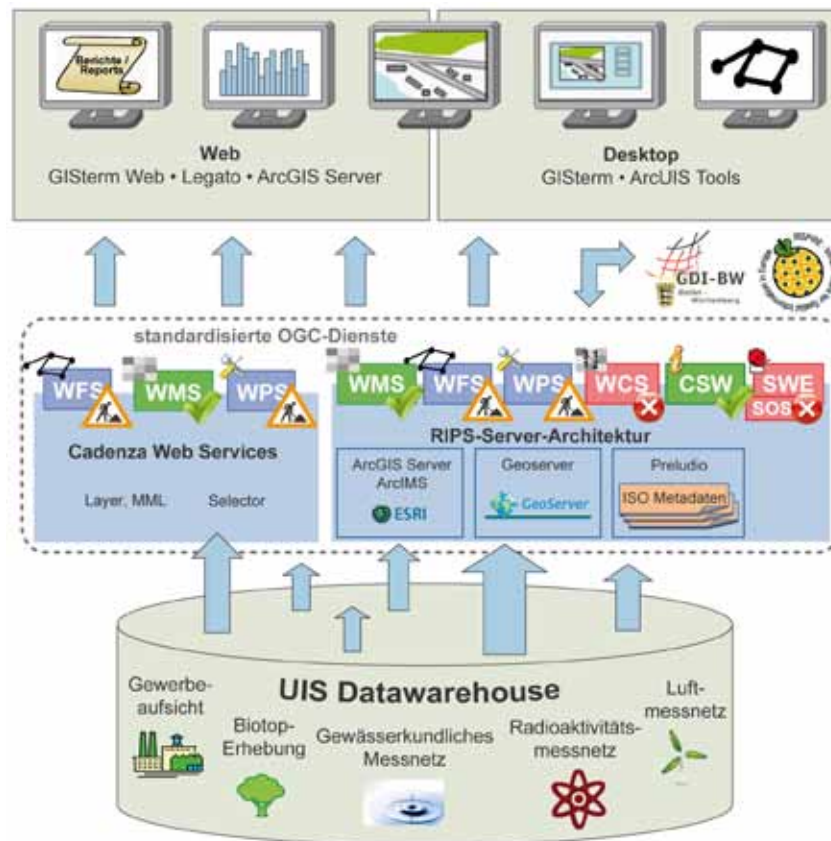 Berichte /
Reports
Web
GISterm Web • Legato • ArcGIS Server
Desktop
GISterm • ArcUIS Tools
GDI-BW
Baden-
Württemberg
standardisierte OGC-Dienste
WFS
WMS
WPS
WMS
WFS
WPS
WCS
CSW
SWE
SOS
Cadenza Web Services
Layer, MML
Selector
RIPS-Server-Architektur
ArcGIS Server
ArcIMS
ESRI
Geoserver
GeoServer
Preludio
ISO Metadaten
UIS Datawarehouse
Gewerbe-
aufsicht
Biotop-
Erhebung
Gewässerkundliches
Messnetz
Radioaktivitäts-
messnetz
Luft-
messnetz